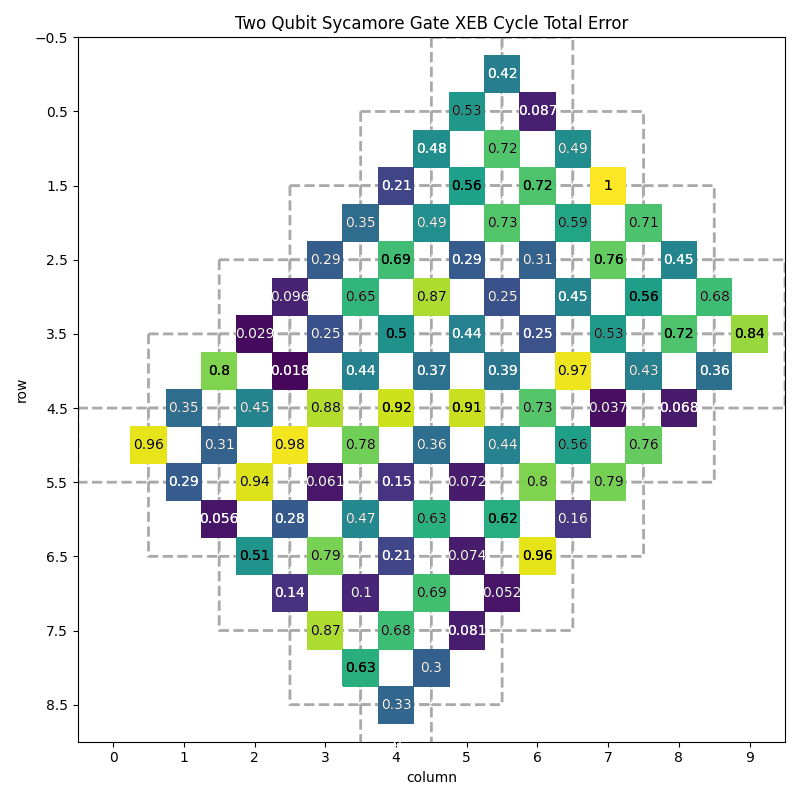 Two Qubit Sycamore Gate XEB Cycle Total Error
−0.5
0.42
0.5 0.53 0.087
0.48 0.72 0.49
1.5 0.21 0.56 0.72 1
0.35 0.49 0.73 0.59 0.71
2.5 0.29 0.69 0.29 0.31 0.76 0.45
0.096 0.65 0.87 0.25 0.45 0.56 0.68
3.5 0.029 0.25 0.5 0.44 0.25 0.53 0.72 0.84
0.8 0.018 0.44 0.37 0.39 0.97 0.43 0.36
row
4.5 0.35 0.45 0.88 0.92 0.91 0.73 0.037 0.068
0.96 0.31 0.98 0.78 0.36 0.44 0.56 0.76
5.5 0.29 0.94 0.061 0.15 0.072 0.8 0.79
0.056 0.28 0.47 0.63 0.62 0.16
6.5 0.51 0.79 0.21 0.074 0.96
0.14 0.1 0.69 0.052
7.5 0.87 0.68 0.081
0.63 0.3
8.5 0.33
0 1 2 3 4 5 6 7 8 9
column